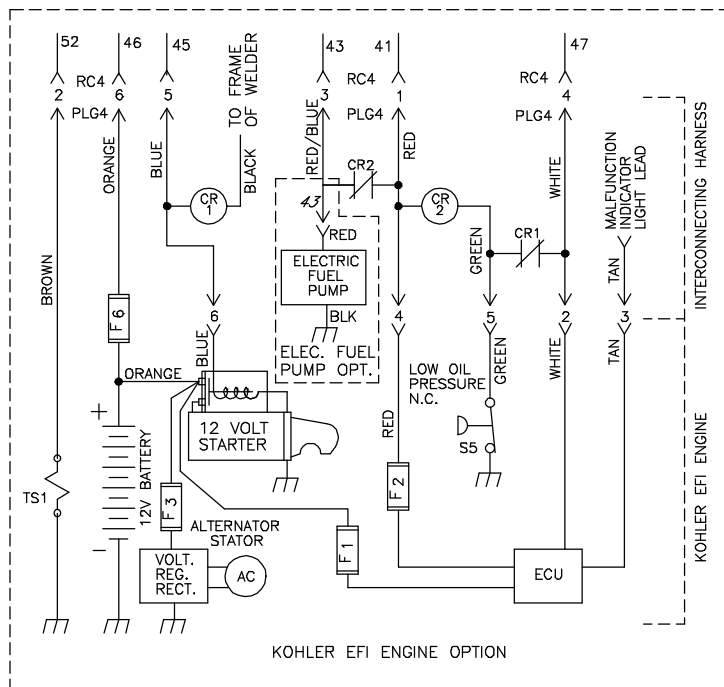 52
46
45
43
41
47
RC4
RC4
RC4
2
6
5
3
1
4
PLG4
PLG4
PLG4
TO FRAME
OF WELDER
ORANGE
BLUE
BLACK
RED/BLUE
RED
WHITE
MALFUNCTION
INDICATOR
LIGHT LEAD
INTERCONNECTING HARNESS
CR
1
CR2
CR
2
43
RED
CR1
GREEN
TAN
BROWN
ELECTRIC
FUEL
PUMP
BLK
ELEC. FUEL
PUMP OPT.
F 6
6
4
5
2
3
BLUE
GREEN
WHITE
TAN
ORANGE
LOW OIL
PRESSURE
N.C.
RED
12 VOLT
STARTER
S5
+
12V BATTERY
–
TS1
F 3
F 2
F 1
ALTERNATOR
STATOR
VOLT.
REG.
RECT.
AC
ECU
KOHLER EFI ENGINE
KOHLER EFI ENGINE OPTION